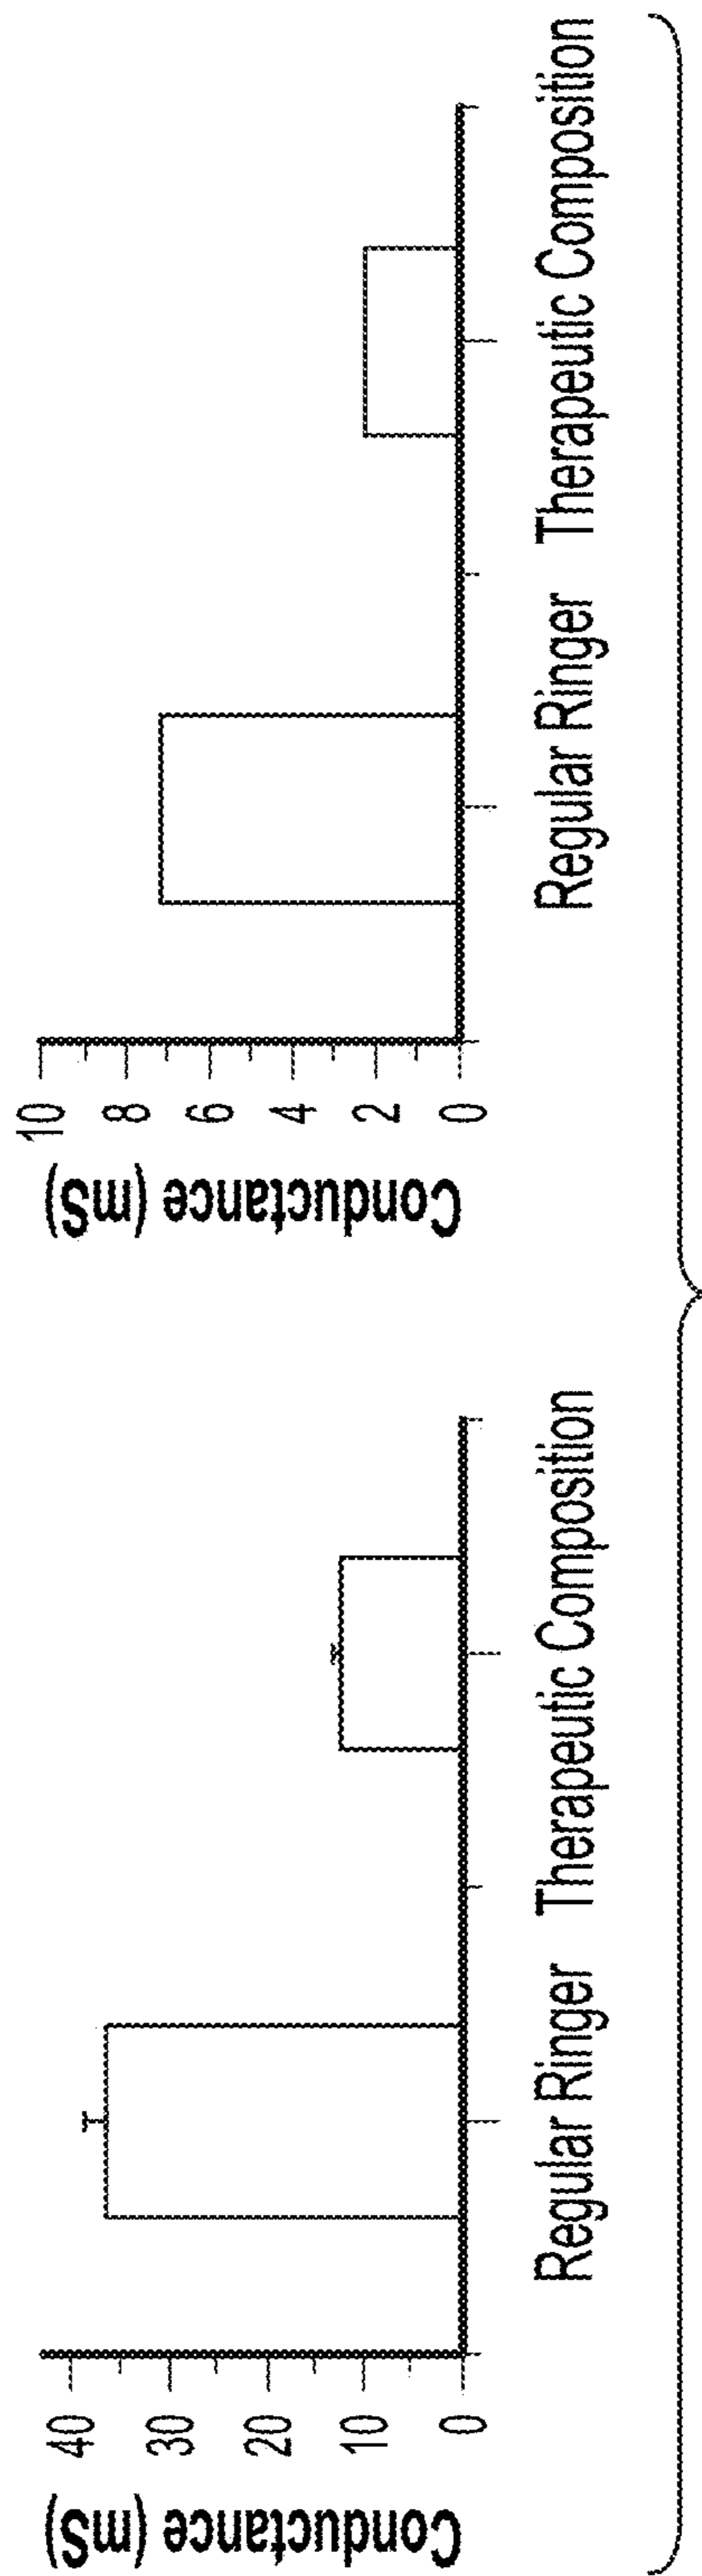 Conductance (mS)
40
30
20
10
0
Regular Ringer Therapeutic Composition
Conductance (mS)
10
8
6
4
2
0
Regular Ringer Therapeutic Composition